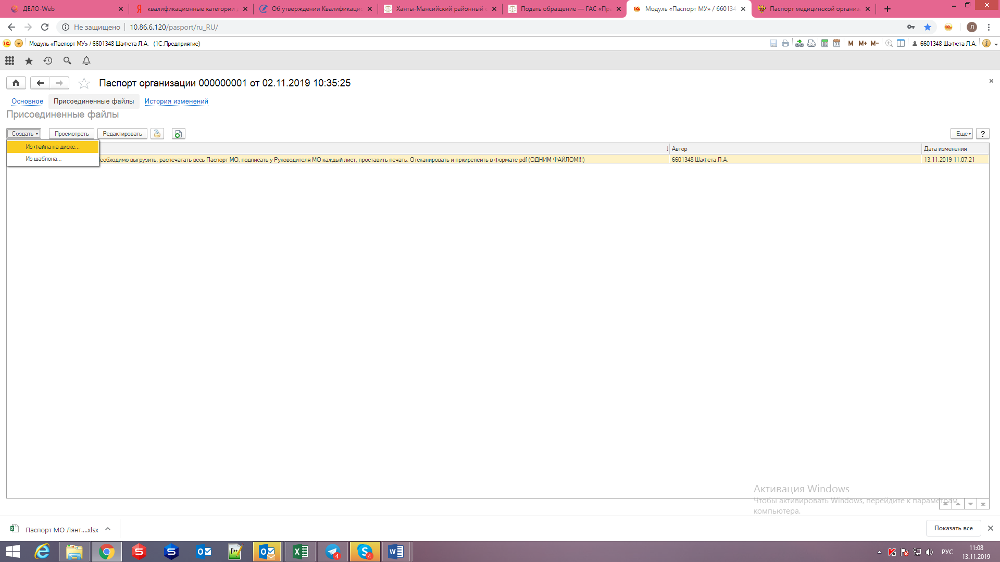 ДЕЛО-Web
квалификационные категории
Об утверждении Квалификаци
Ханты-Мансийский районный
Подать обращение — ГАС «Пр
Модуль «Паспорт МУ» / 66013
Паспорт медицинской организ
Не защищено
10.86.6.120/pasport/ru_RU/
Л
Модуль «Паспорт МУ» / 6601348 Шафета Л.А. (1С:Предприятие)
M M+ M-
6601348 Шафета Л.А.
Паспорт организации 000000001 от 02.11.2019 10:35:25
Основное Присоединенные файлы История изменений
Присоединенные файлы
Создать Просмотреть Редактировать Еще ?
Из файла на диске...
Автор Дата изменения
Из шаблона...
еобходимо выгрузить, распечатать весь Паспорт МО, подписать у Руководителя МО каждый лист, проставить печать. Отсканировать и пркирепеить в формате pdf (ОДНИМ ФАЙЛОМ!!!) 6601348 Шафета Л.А. 13.11.2019 11:07:21
Активация Windows
Чтобы активировать Windows, перейдите к параметрам
компьютера.
Паспорт МО Лянт....xlsx
Показать все
4
4
РУС
11:08
13.11.2019